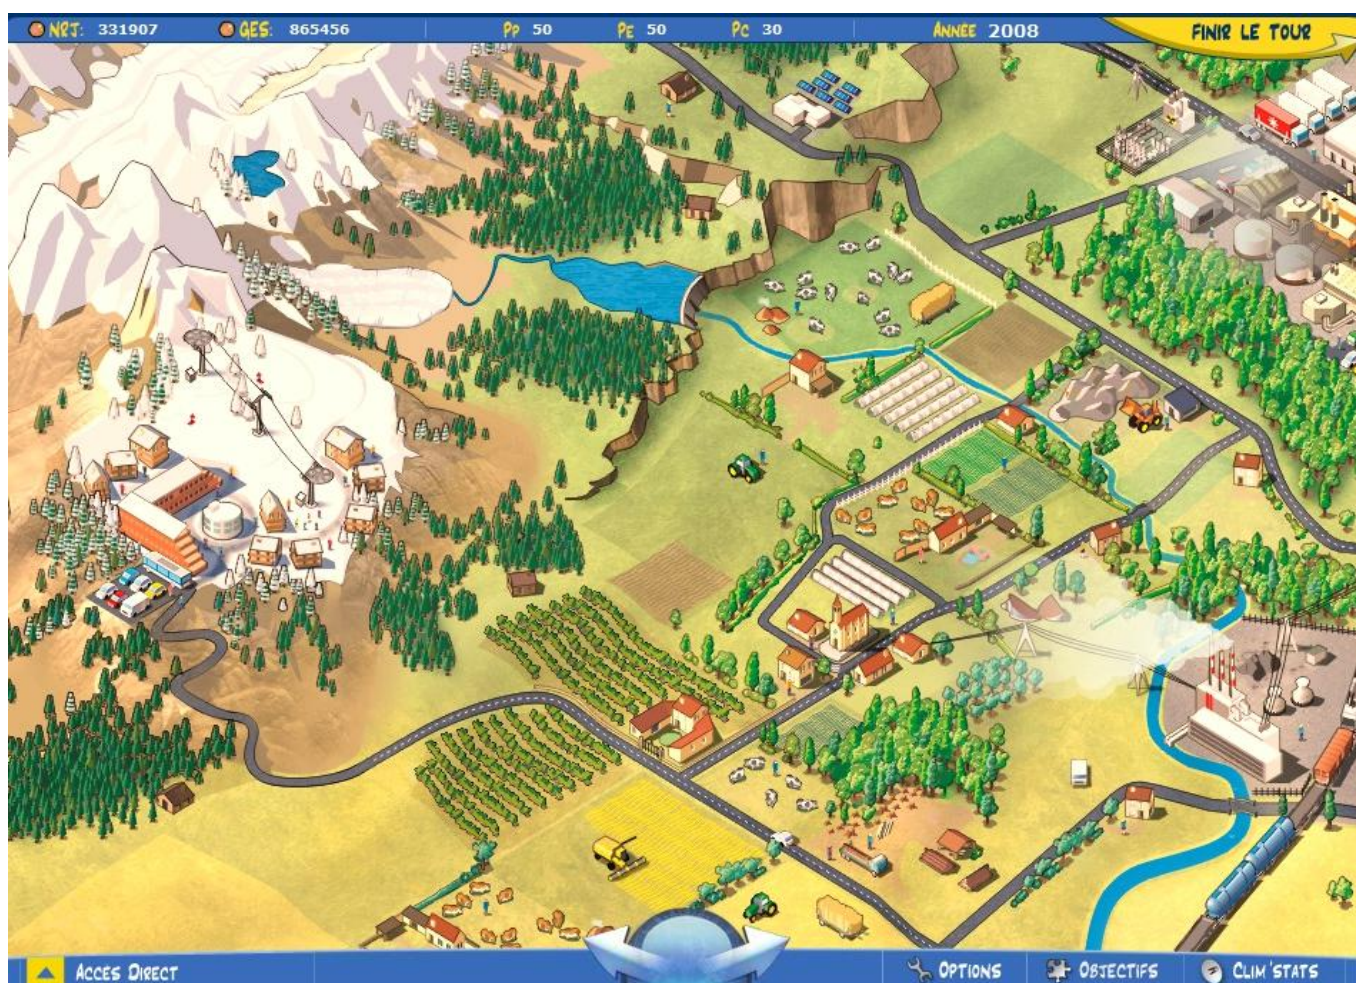 NRJ: 331907 GES: 865456 PP 50 PE 50 PC 30 ANNÉE 2008 FINIR LE TOUR
ACCÈS DIRECT OPTIONS OBJECTIFS CLIM'STATS